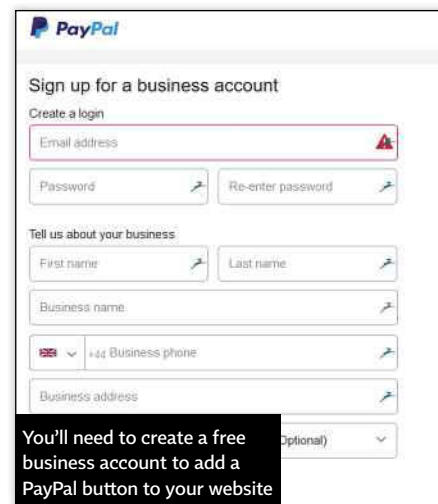 PayPal
Sign up for a business account
Create a login
Email address
Password
Re-enter password
Tell us about your business
First name
Last name
Business name
+44 Business phone
Business address
Optional)
You'll need to create a free
business account to add a
PayPal button to your website